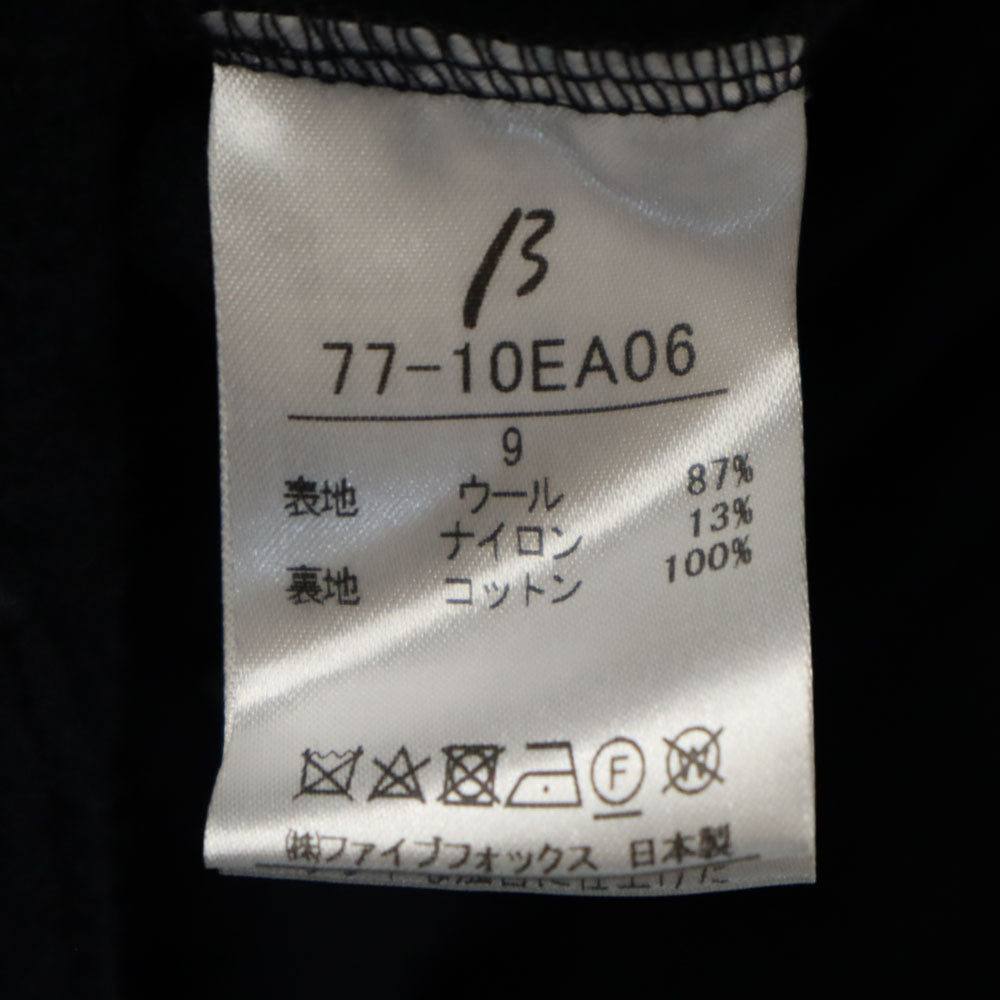 β
77-10EA06
9
表地 ウール 87%
ナイロン 13%
裏地 コットン 100%
F W
㈱ファイブフォックス 日本製